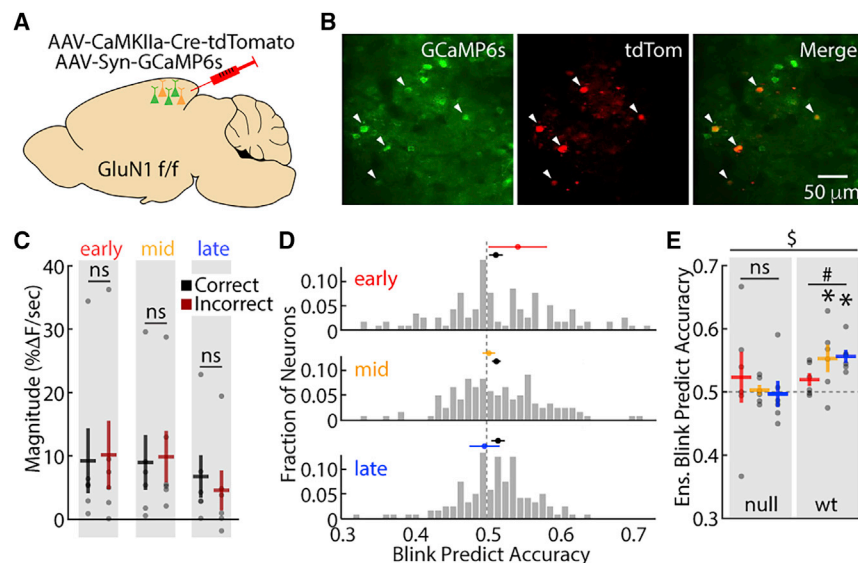 A
AAV-CaMKIIa-Cre-tdTomato
AAV-Syn-GCaMP6s
GluN1 f/f
B
GCaMP6s
tdTom
Merge
50 μm
C
early
mid
late
ns
ns
ns
Correct
Incorrect
Magnitude (%ΔF/sec)
40
30
20
10
0
D
early
mid
late
Fraction of Neurons
0.10
0.05
0
0.10
0.05
0
0.10
0.05
0
0.3
0.4
0.5
0.6
0.7
Blink Predict Accuracy
E
$
ns
#
*
*
Ens. Blink Predict Accuracry
0.7
0.6
0.5
0.4
0.3
null
wt